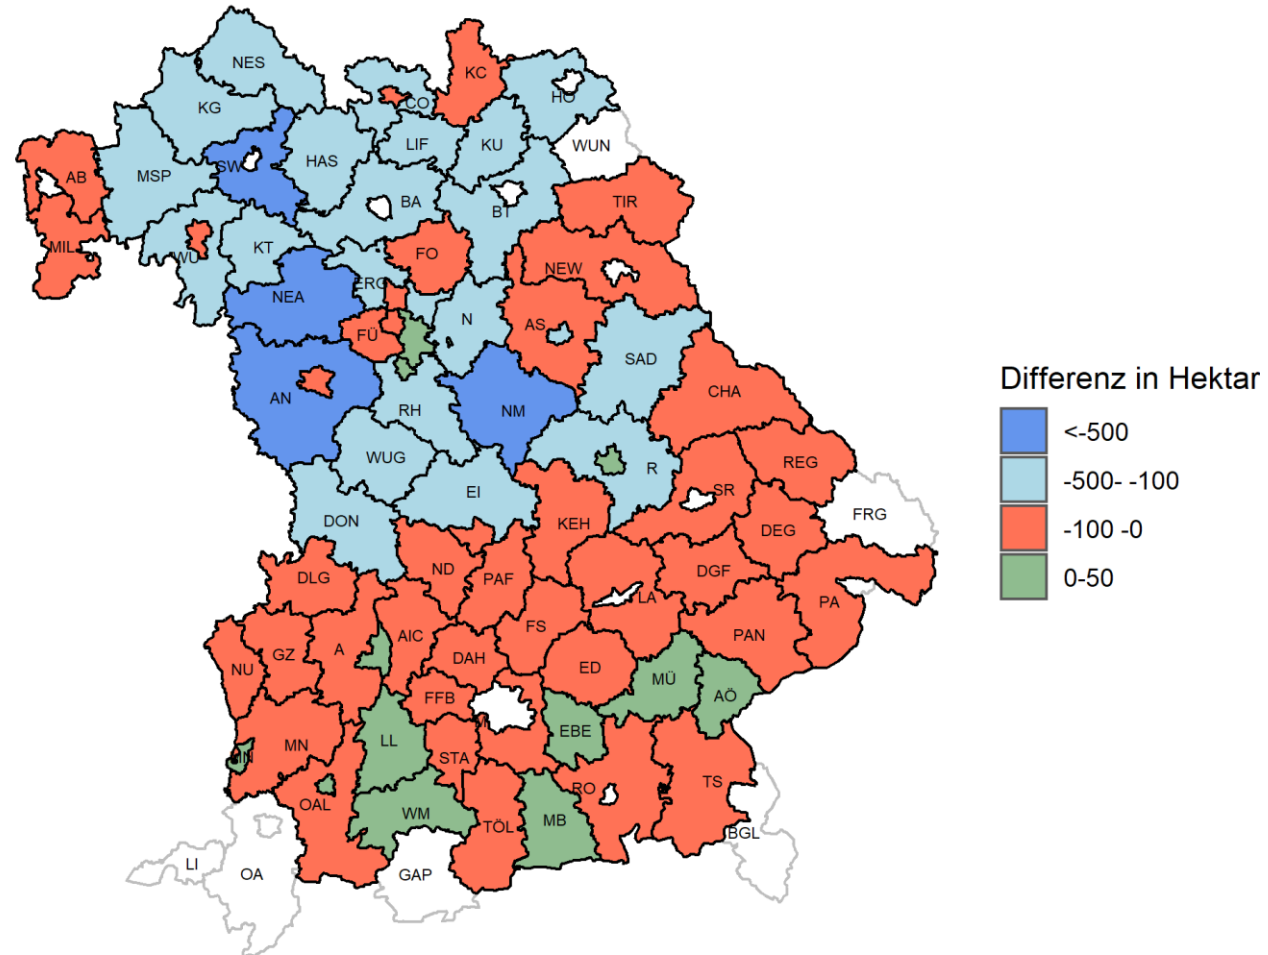 NES
KC
KG
CO
HO
LIF
KU
WUN
SW
HAS
AB
MSP
BA
BT
TIR
MIL
WÜ
KT
FO
NEW
ERC
NEA
N
FÜ
AS
SAD
AN
RH
NM
CHA
WUG
R
REG
EI
SR
DON
KEH
FRG
DEG
DLG
ND
PAF
DGF
LA
PA
AIC
FS
PAN
A
GZ
DAH
NU
ED
MÜ
FFB
AÖ
M
LL
EBE
MN
STA
TS
OAL
RO
WM
TÖL
MB
BGL
LI
OA
GAP
Differenz in Hektar
<-500
-500- -100
-100 -0
0-50